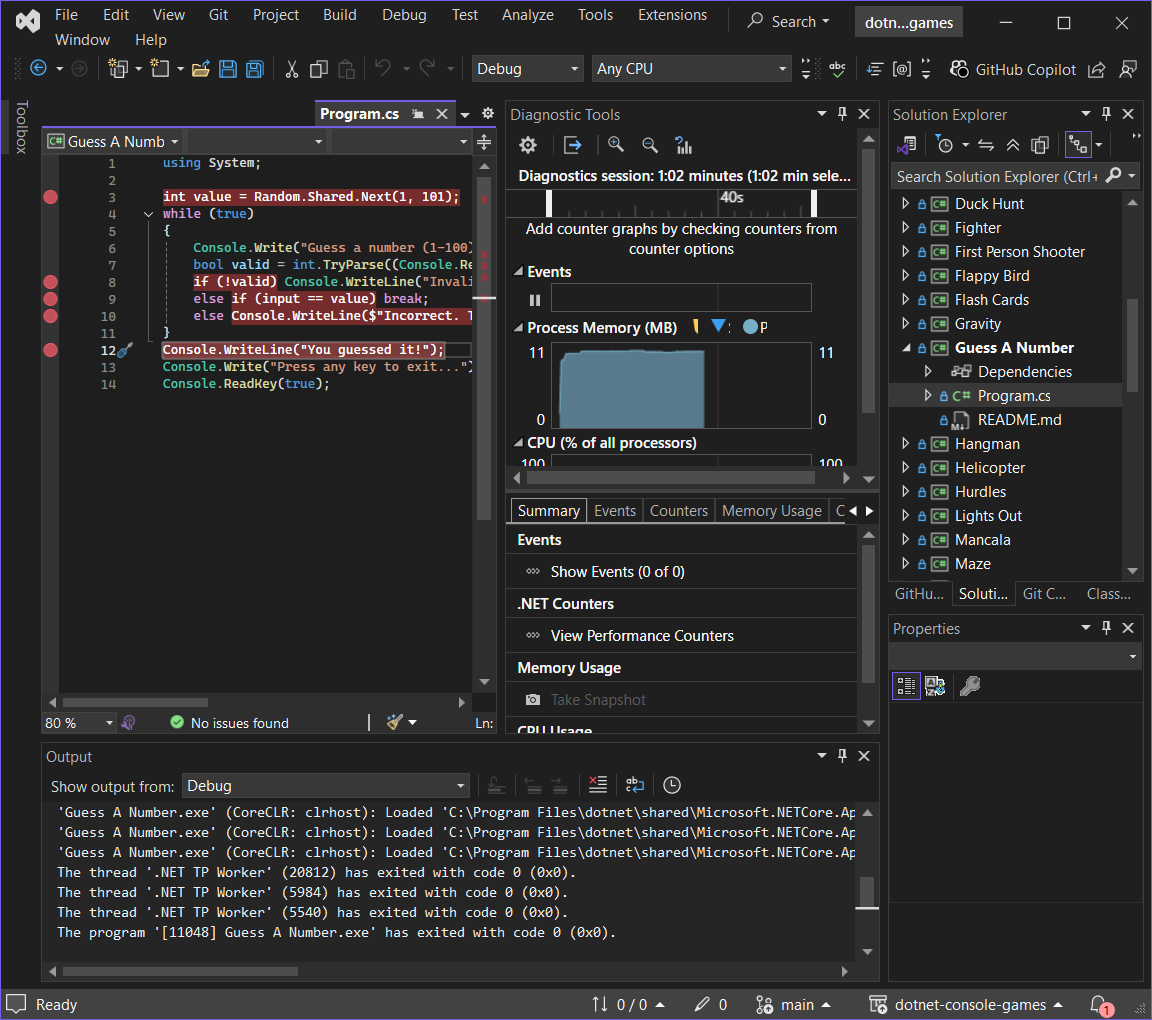 File Edit View Git Project Build Debug Test Analyze Tools Extensions Search dotn...games
Window Help
Debug Any CPU GitHub Copilot
Toolbox
Program.cs
C# Guess A Numb
1 using System;
2
3 int value = Random.Shared.Next(1, 101);
4 while (true)
5 {
6 Console.Write("Guess a number (1-100)
7 bool valid = int.TryParse((Console.Re
8 if (!valid) Console.WriteLine("Invali
9 else if (input == value) break;
10 else Console.WriteLine($"Incorrect. T
11 }
12 Console.WriteLine("You guessed it!");
13 Console.Write("Press any key to exit...")
14 Console.ReadKey(true);
80 % No issues found Ln:
Diagnostic Tools
Diagnostics session: 1:02 minutes (1:02 min sele...
40s
Add counter graphs by checking counters from
counter options
Events
Process Memory (MB) P
11 11
0 0
CPU (% of all processors)
100 100
Summary Events Counters Memory Usage C
Events
Show Events (0 of 0)
.NET Counters
View Performance Counters
Memory Usage
Take Snapshot
CPU Usage
Solution Explorer
Search Solution Explorer (Ctrl+
C# Duck Hunt
C# Fighter
C# First Person Shooter
C# Flappy Bird
C# Flash Cards
C# Gravity
C# Guess A Number
Dependencies
C# Program.cs
README.md
C# Hangman
C# Helicopter
C# Hurdles
C# Lights Out
C# Mancala
C# Maze
GitHu... Soluti... Git C... Class...
Properties
Output
Show output from: Debug
'Guess A Number.exe' (CoreCLR: clrhost): Loaded 'C:\Program Files\dotnet\shared\Microsoft.NETCore.Ap
'Guess A Number.exe' (CoreCLR: clrhost): Loaded 'C:\Program Files\dotnet\shared\Microsoft.NETCore.Ap
'Guess A Number.exe' (CoreCLR: clrhost): Loaded 'C:\Program Files\dotnet\shared\Microsoft.NETCore.Ap
The thread '.NET TP Worker' (20812) has exited with code 0 (0x0).
The thread '.NET TP Worker' (5984) has exited with code 0 (0x0).
The thread '.NET TP Worker' (5540) has exited with code 0 (0x0).
The program '[11048] Guess A Number.exe' has exited with code 0 (0x0).
Ready 0 / 0 0 main dotnet-console-games 1